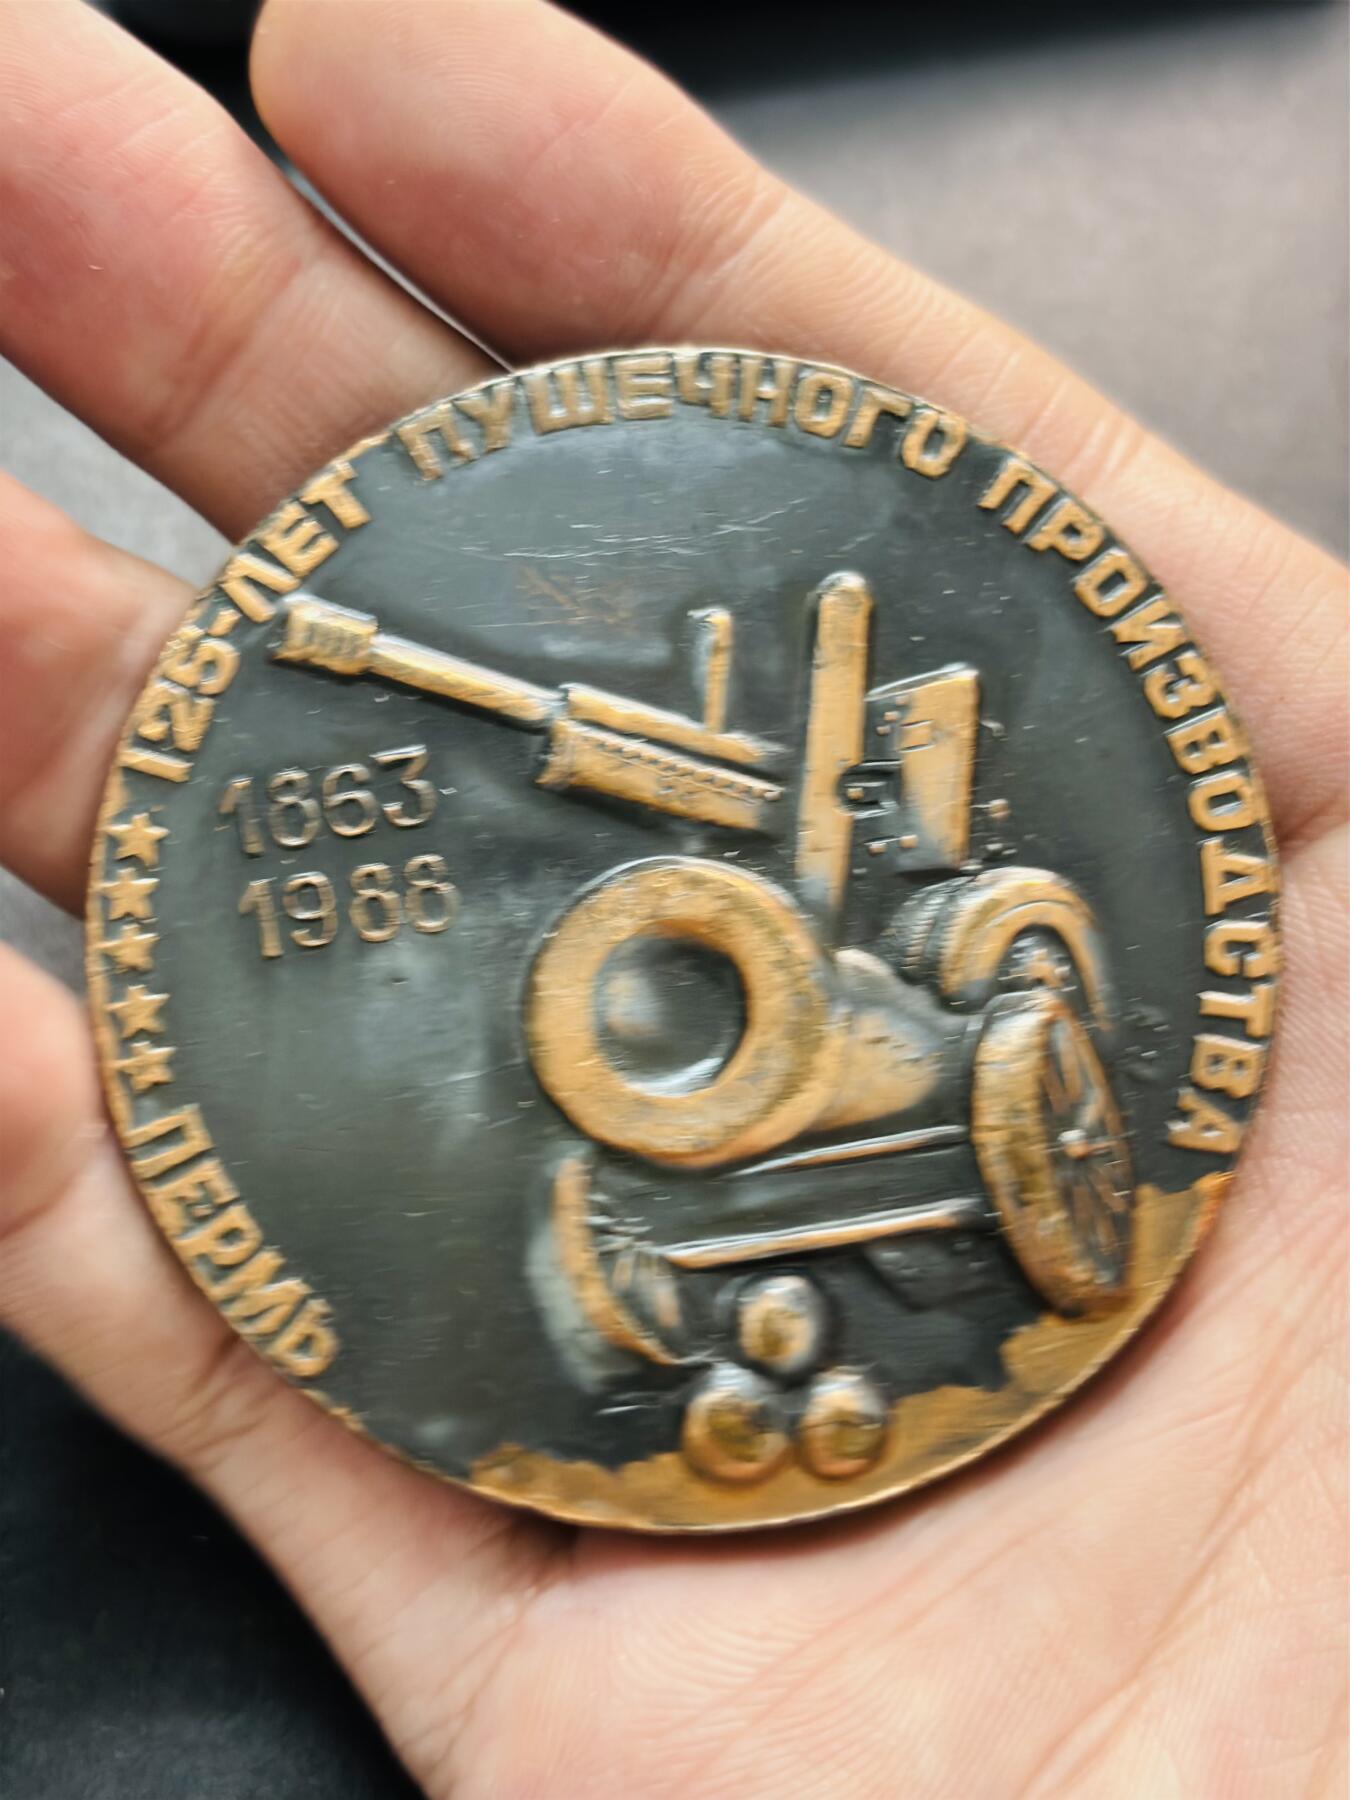 125-ЛЕТ ПУШЕЧНОГО ПРОИЗВОДСТВА
1863
1988
ПЕРМЬ